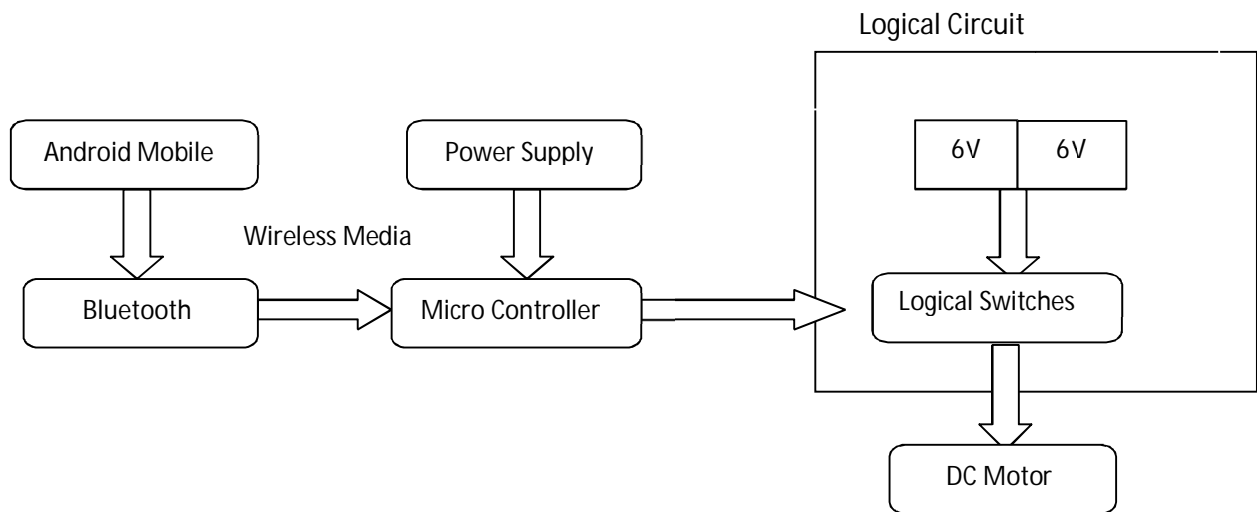 Logical Circuit
Android Mobile
Power Supply
6V
6V
Wireless Media
Bluetooth
Micro Controller
Logical Switches
DC Motor